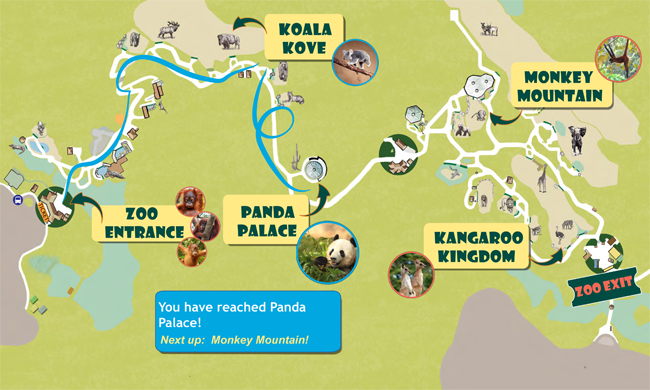 KOALA
KOVE
MONKEY
MOUNTAIN
ZOO
ENTRANCE
PANDA
PALACE
KANGAROO
KINGDOM
ZOO EXIT
You have reached Panda
Palace!
Next up: Monkey Mountain!